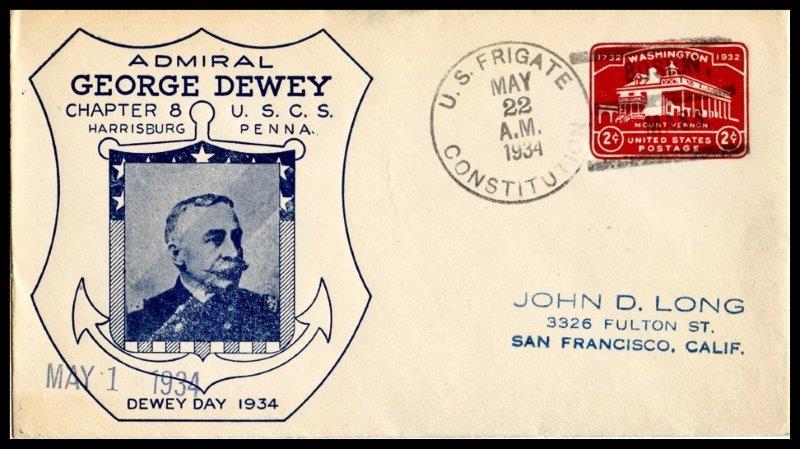 ADMIRAL
GEORGE DEWEY
CHAPTER 8 U. S. C. S.
HARRISBURG PENNA.
MAY 1 1934
DEWEY DAY 1934
U.S. FRIGATE
MAY
22
A.M.
1934
CONSTITUTION
1732 WASHINGTON 1932
MOUNT VERNON
2¢ UNITED STATES 2¢
POSTAGE
JOHN D. LONG
3326 FULTON ST.
SAN FRANCISCO, CALIF.